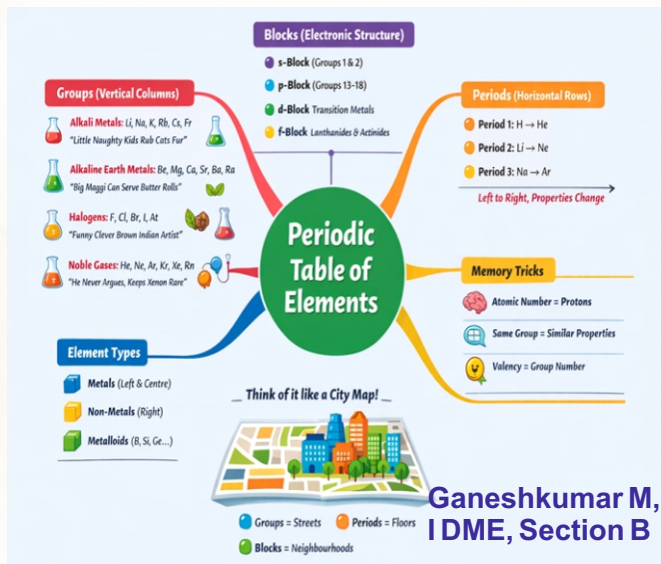 Blocks (Electronic Structure)
s-Block (Groups 1 & 2)
p-Block (Groups 13-18)
d-Block Transition Metals
f-Block Lanthanides & Actinides
Groups (Vertical Columns)
Alkali Metals: Li, Na, K, Rb, Cs, Fr
"Little Naughty Kids Rub Cats Fur"
Alkaline Earth Metals: Be, Mg, Ca, Sr, Ba, Ra
"Big Maggi Can Serve Butter Rolls"
Halogens: F, Cl, Br, I, At
"Funny Clever Brown Indian Artist"
Noble Gases: He, Ne, Ar, Kr, Xe, Rn
"He Never Argues, Keeps Xenon Rare"
Periods (Horizontal Rows)
Period 1: H → He
Period 2: Li → Ne
Period 3: Na → Ar
Left to Right, Properties Change
Periodic
Table of
Elements
Memory Tricks
Atomic Number = Protons
Same Group = Similar Properties
Valency = Group Number
Element Types
Metals (Left & Centre)
Non-Metals (Right)
Metalloids (B, Si, Ge...)
Think of it like a City Map!
Groups = Streets
Periods = Floors
Blocks = Neighbourhoods
Ganeshkumar M,
I DME, Section B